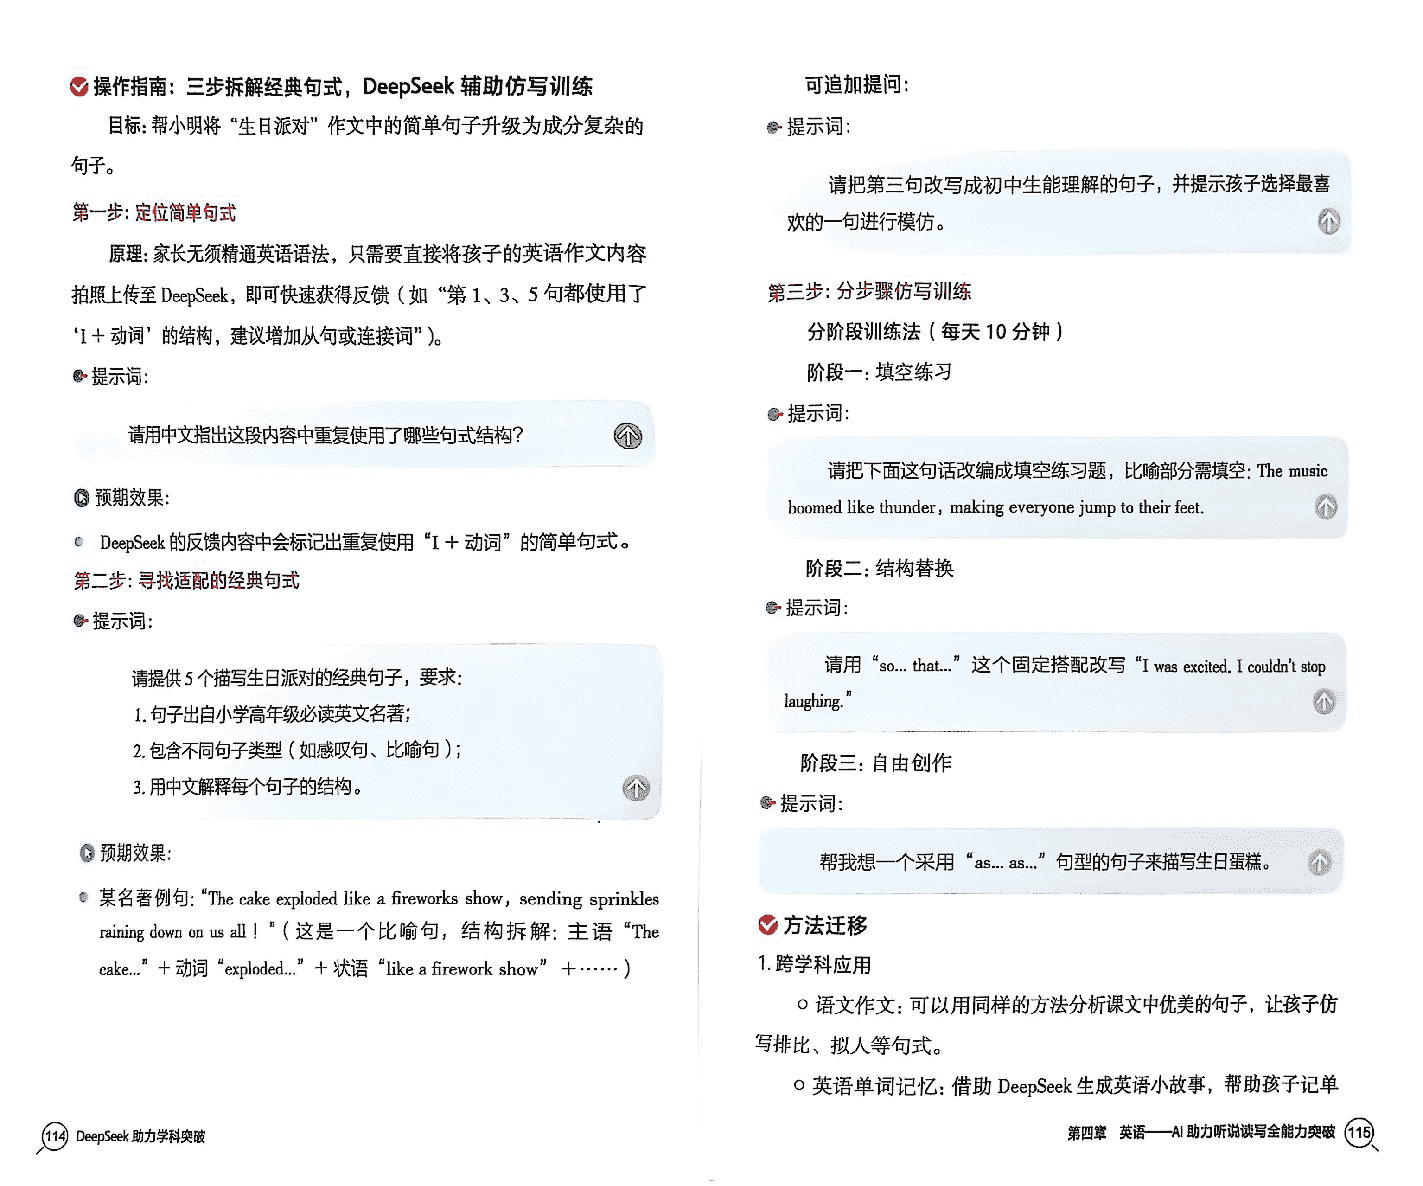 操作指南：三步拆解经典句式，DeepSeek 辅助仿写训练
目标：帮小明将“生日派对”作文中的简单句子升级为成分复杂的
句子。
第一步：定位简单句式
原理：家长无须精通英语语法，只需要直接将孩子的英语作文内容
拍照上传至 DeepSeek，即可快速获得反馈（如“第 1、3、5 句都使用了
‘I + 动词’的结构，建议增加从句或连接词”）。
提示词：
请用中文指出这段内容中重复使用了哪些句式结构？
预期效果：
DeepSeek 的反馈内容中会标记出重复使用“I + 动词”的简单句式。
第二步：寻找适配的经典句式
提示词：
请提供 5 个描写生日派对的经典句子，要求：
1. 句子出自小学高年级必读英文名著；
2. 包含不同句子类型（如感叹句、比喻句）；
3. 用中文解释每个句子的结构。
预期效果：
某名著例句：“The cake exploded like a fireworks show, sending sprinkles
raining down on us all！”（这是一个比喻句，结构拆解：主语“The
cake...”+ 动词“exploded...”+ 状语“like a firework show” +……）
114 DeepSeek 助力学科突破
可追加提问：
提示词：
请把第三句改写成初中生能理解的句子，并提示孩子选择最喜
欢的一句进行模仿。
第三步：分步骤仿写训练
分阶段训练法（每天 10 分钟）
阶段一：填空练习
提示词：
请把下面这句话改编成填空练习题，比喻部分需填空：The music
boomed like thunder, making everyone jump to their feet.
阶段二：结构替换
提示词：
请用“so... that...”这个固定搭配改写“I was excited. I couldn't stop
laughing.”
阶段三：自由创作
提示词：
帮我想一个采用“as... as...”句型的句子来描写生日蛋糕。
方法迁移
1. 跨学科应用
○ 语文作文：可以用同样的方法分析课文中优美的句子，让孩子仿
写排比、拟人等句式。
○ 英语单词记忆：借助 DeepSeek 生成英语小故事，帮助孩子记单
第四章 英语——AI 助力听说读写全能力突破 115